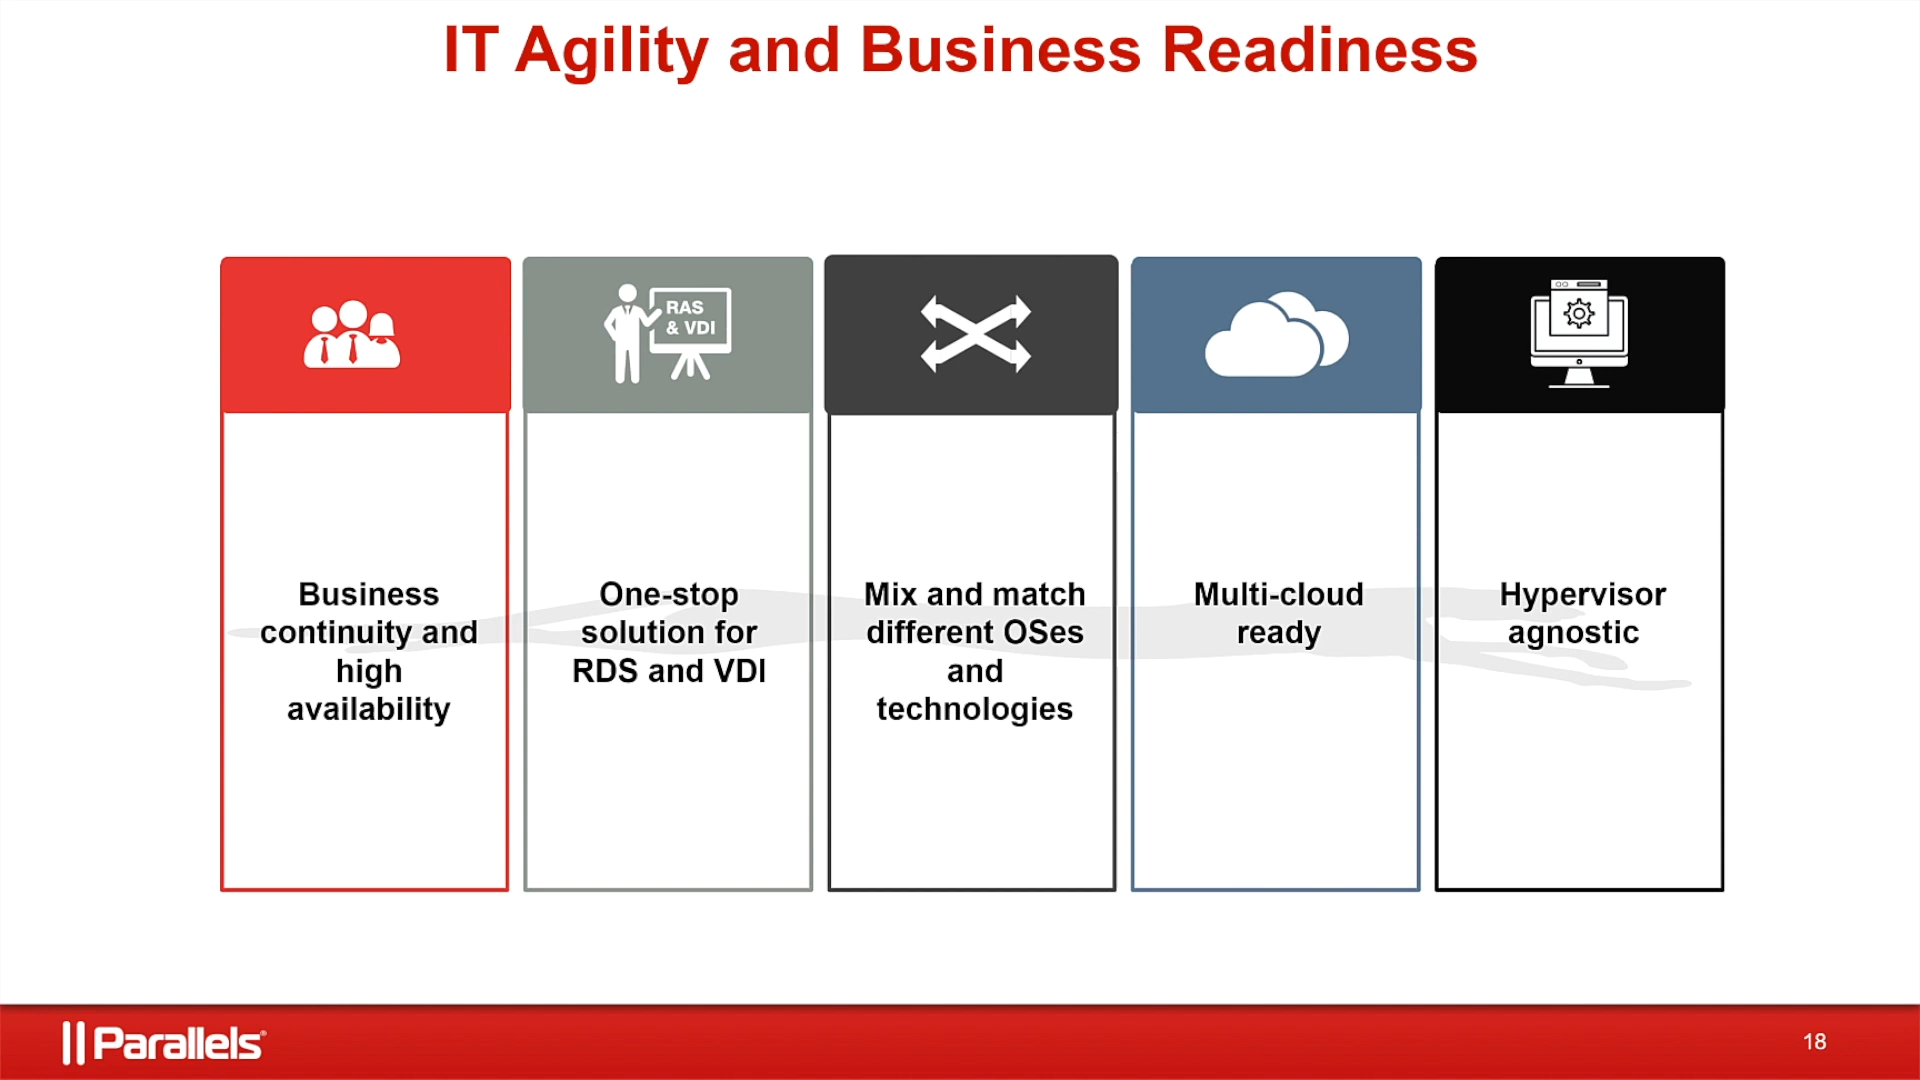 IT Agility and Business Readiness
RAS
& VDI
Business
continuity and
high
availability
One-stop
solution for
RDS and VDI
Mix and match
different OSes
and
technologies
Multi-cloud
ready
Hypervisor
agnostic
Parallels®
18